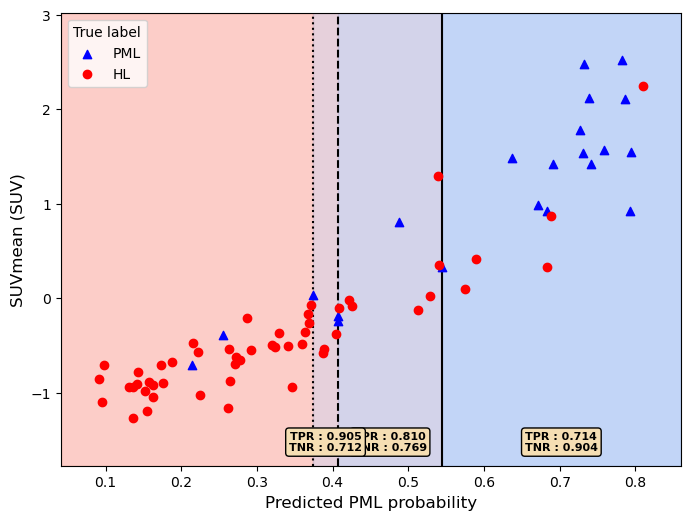 True label
PML
HL
3
2
1
0
−1
SUVmean (SUV)
TPR : 0.905
TNR : 0.712
PR : 0.810
NR : 0.769
TPR : 0.714
TNR : 0.904
0.1 0.2 0.3 0.4 0.5 0.6 0.7 0.8
Predicted PML probability